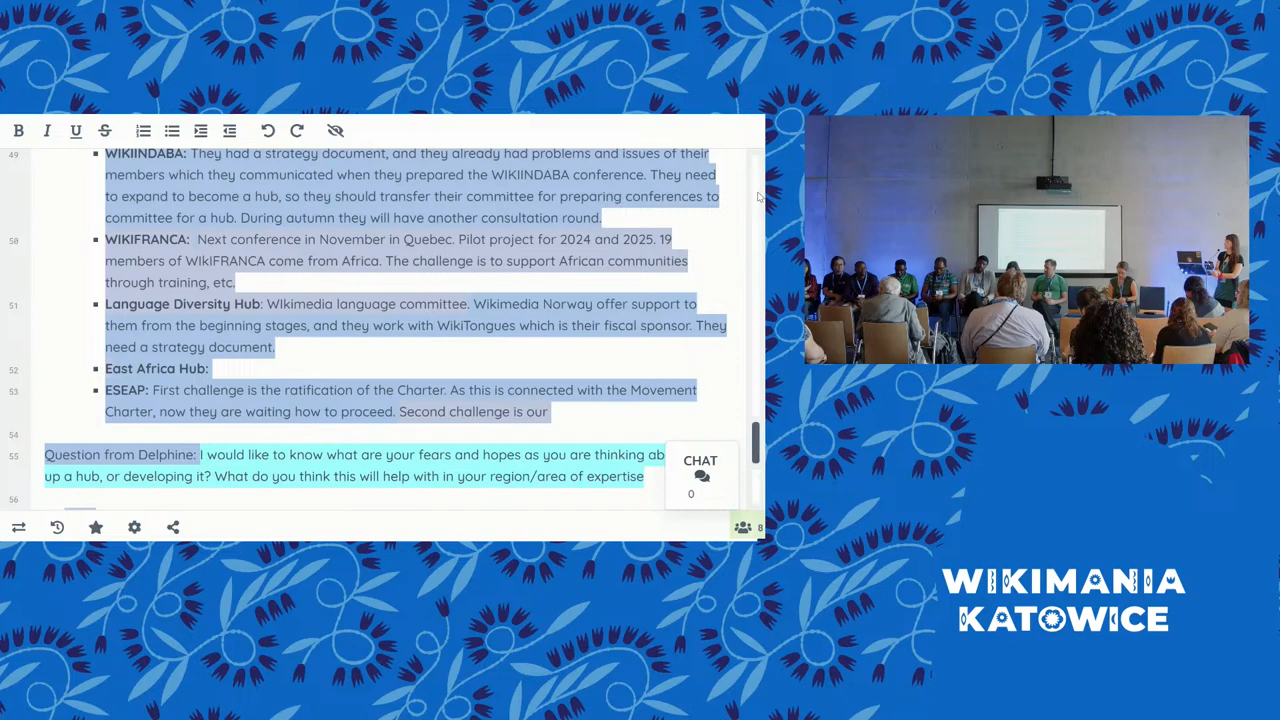 49
WIKIINDABA: They had a strategy document, and they already had problems and issues of their
members which they communicated when they prepared the WIKIINDABA conference. They need
to expand to become a hub, so they should transfer their committee for preparing conferences to
committee for a hub. During autumn they will have another consultation round.
50
WIKIFRANCA: Next conference in November in Quebec. Pilot project for 2024 and 2025. 19
members of WIKIFRANCA come from Africa. The challenge is to support African communities
through training, etc.
51
Language Diversity Hub: WIkimedia language committee. Wikimedia Norway offer support to
them from the beginning stages, and they work with WikiTongues which is their fiscal sponsor. They
need a strategy document.
52
East Africa Hub:
53
ESEAP: First challenge is the ratification of the Charter. As this is connected with the Movement
Charter, now they are waiting how to proceed. Second challenge is our
54
55
Question from Delphine: I would like to know what are your fears and hopes as you are thinking ab
up a hub, or developing it? What do you think this will help with in your region/area of expertise
56
CHAT
0
8
WIKIMANIA
KATOWICE